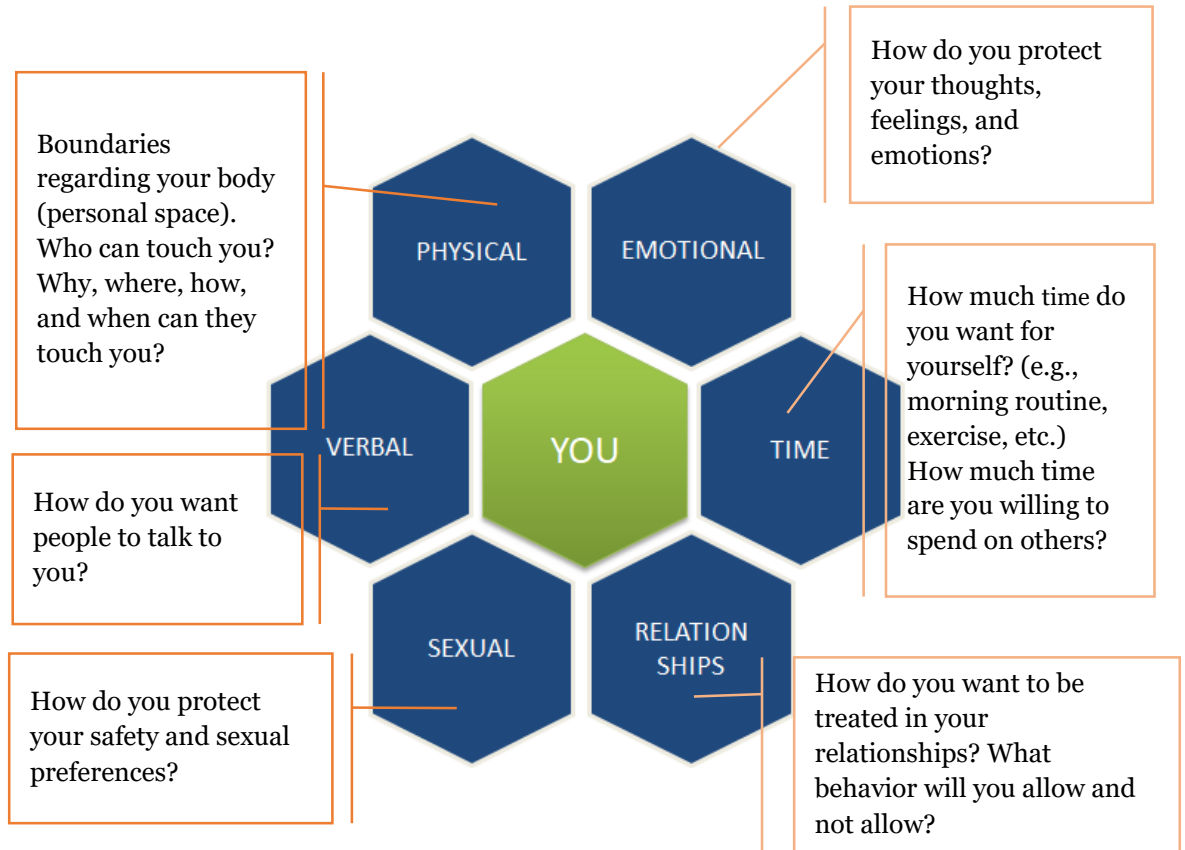 How do you protect
your thoughts,
feelings, and
emotions?
Boundaries
regarding your body
(personal space).
Who can touch you?
Why, where, how,
and when can they
touch you?
PHYSICAL
EMOTIONAL
How much time do
you want for
yourself? (e.g.,
morning routine,
exercise, etc.)
How much time
are you willing to
spend on others?
VERBAL
YOU
TIME
How do you want
people to talk to
you?
SEXUAL
RELATION
SHIPS
How do you protect
your safety and sexual
preferences?
How do you want to be
treated in your
relationships? What
behavior will you allow and
not allow?